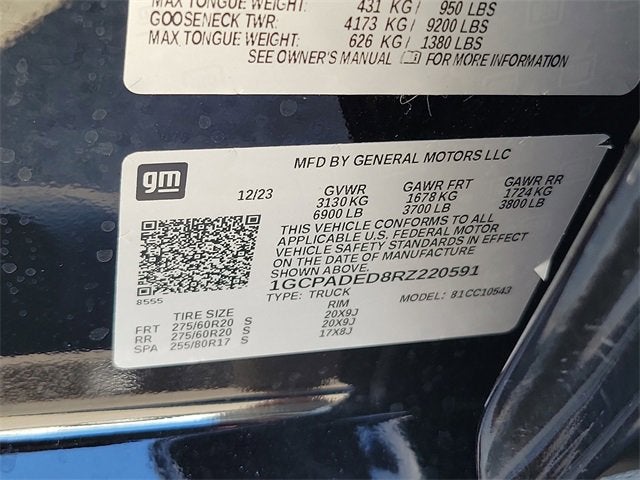 MAX TONGUE WEIGHT: 431 KG / 950 LBS
GOOSENECK TWR: 4173 KG / 9200 LBS
MAX TONGUE WEIGHT: 626 KG / 1380 LBS
SEE OWNER'S MANUAL FOR MORE INFORMATION
gm
MFD BY GENERAL MOTORS LLC
12/23 GVWR GAWR FRT GAWR RR
3130 KG 1678 KG 1724 KG
6900 LB 3700 LB 3800 LB
THIS VEHICLE CONFORMS TO ALL
APPLICABLE U.S. FEDERAL MOTOR
VEHICLE SAFETY STANDARDS IN EFFECT
ON THE DATE OF MANUFACTURE
SHOWN ABOVE.
1GCPADED8RZ220591
8555
TYPE: TRUCK MODEL: 81CC10543
TIRE SIZE RIM
FRT 275/60R20 S 20X9J
RR 275/60R20 S 20X9J
SPA 255/80R17 S 17X8J